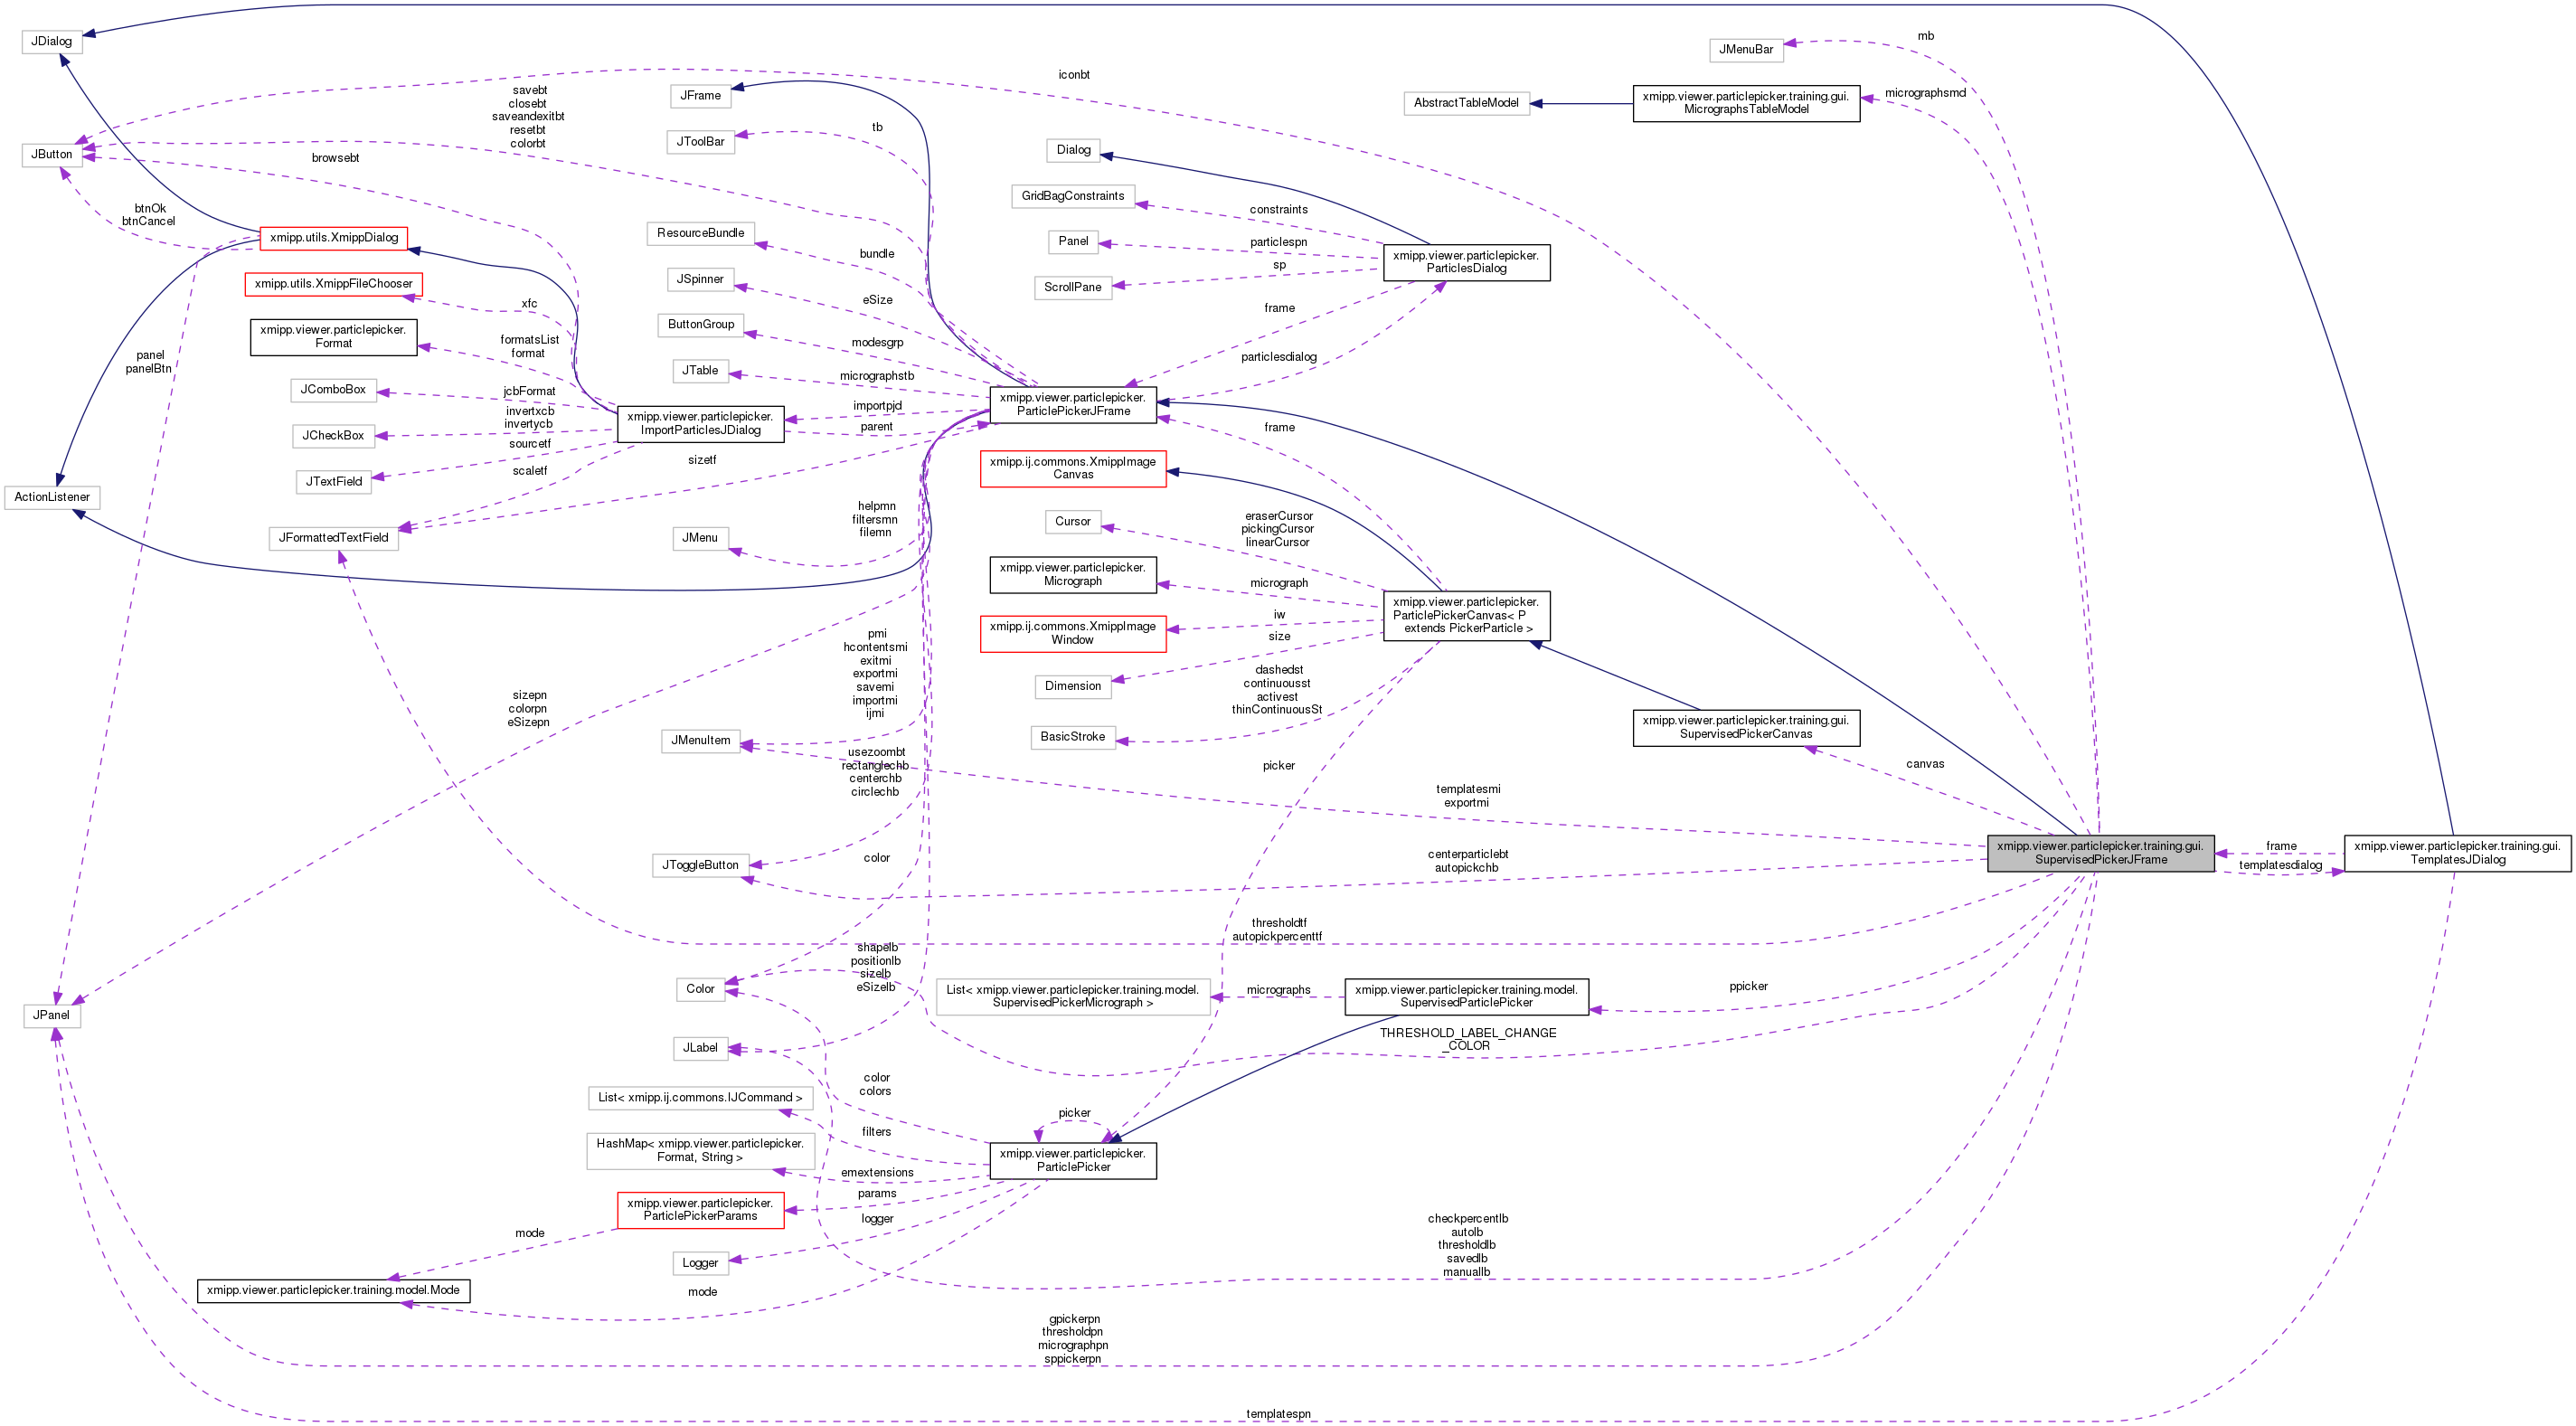 mb
JDialog
JMenuBar
iconbt
savebt
closebt
saveandexitbt
resetbt
colorbt
JFrame
AbstractTableModel
xmipp.viewer.particlepicker.training.gui.
MicrographsTableModel
micrographsmd
tb
JToolBar
Dialog
JButton
browsebt
GridBagConstraints
constraints
btnOk
btnCancel
ResourceBundle
xmipp.utils.XmippDialog
Panel
particlespn
bundle
xmipp.viewer.particlepicker.
ParticlesDialog
sp
JSpinner
xmipp.utils.XmippFileChooser
ScrollPane
eSize
xfc
frame
ButtonGroup
xmipp.viewer.particlepicker.
Format
formatsList
format
modesgrp
panel
panelBtn
particlesdialog
JTable
micrographstb
JComboBox
jcbFormat
xmipp.viewer.particlepicker.
ParticlePickerJFrame
importpjd
invertxcb
invertycb
xmipp.viewer.particlepicker.
ImportParticlesJDialog
parent
frame
JCheckBox
sourcetf
sizetf
xmipp.ij.commons.XmippImage
Canvas
scaletf
JTextField
ActionListener
helpmn
filtersmn
filemn
eraserCursor
pickingCursor
linearCursor
Cursor
JFormattedTextField
JMenu
xmipp.viewer.particlepicker.
Micrograph
micrograph
xmipp.viewer.particlepicker.
ParticlePickerCanvas< P
extends PickerParticle >
iw
xmipp.ij.commons.XmippImage
Window
size
pmi
hcontentsmi
exitmi
exportmi
savemi
importmi
ijmi
dashedst
continuousst
activest
thinContinuousSt
Dimension
sizepn
colorpn
eSizepn
xmipp.viewer.particlepicker.training.gui.
SupervisedPickerCanvas
BasicStroke
JMenuItem
usezoombt
rectanglechb
centerchb
circlechb
picker
canvas
templatesmi
exportmi
JToggleButton
color
centerparticlebt
autopickchb
xmipp.viewer.particlepicker.training.gui.
SupervisedPickerJFrame
frame
templatesdialog
xmipp.viewer.particlepicker.training.gui.
TemplatesJDialog
thresholdtf
autopickpercenttf
shapelb
positionlb
sizelb
eSizelb
Color
List< xmipp.viewer.particlepicker.training.model.
SupervisedPickerMicrograph >
micrographs
xmipp.viewer.particlepicker.training.model.
SupervisedParticlePicker
ppicker
JPanel
THRESHOLD_LABEL_CHANGE
_COLOR
JLabel
color
colors
List< xmipp.ij.commons.IJCommand >
picker
filters
HashMap< xmipp.viewer.particlepicker.
Format, String >
xmipp.viewer.particlepicker.
ParticlePicker
emextensions
params
xmipp.viewer.particlepicker.
ParticlePickerParams
logger
mode
Logger
checkpercentlb
autolb
thresholdlb
savedlb
manuallb
xmipp.viewer.particlepicker.training.model.Mode
mode
gpickerpn
thresholdpn
micrographpn
sppickerpn
templatespn